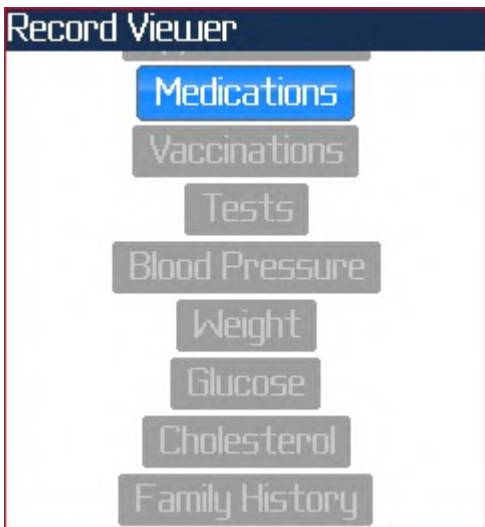 Record Viewer
Medications
Vaccinations
Tests
Blood Pressure
Weight
Glucose
Cholesterol
Family History